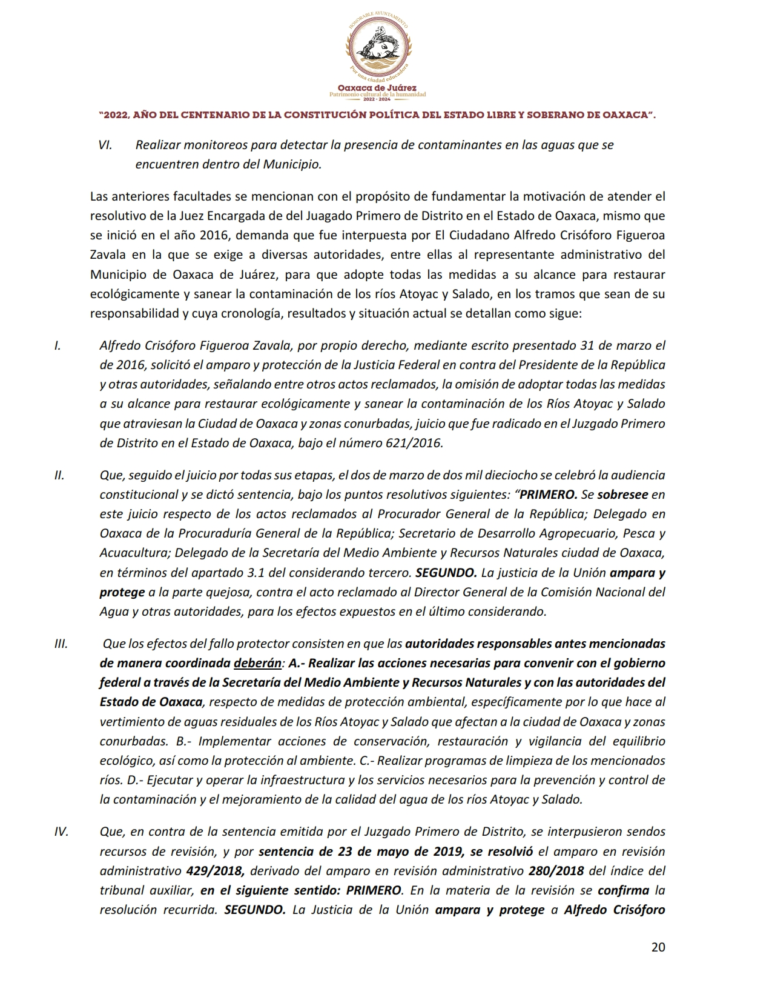 HONORABLE AYUNTAMIENTO
Por una ciudad educadora
Oaxaca de Juárez
Patrimonio cultural de la humanidad
2022 - 2024
“2022, AÑO DEL CENTENARIO DE LA CONSTITUCIÓN POLÍTICA DEL ESTADO LIBRE Y SOBERANO DE OAXACA”.
VI. Realizar monitoreos para detectar la presencia de contaminantes en las aguas que se
encuentren dentro del Municipio.
Las anteriores facultades se mencionan con el propósito de fundamentar la motivación de atender el
resolutivo de la Juez Encargada de del Juagado Primero de Distrito en el Estado de Oaxaca, mismo que
se inició en el año 2016, demanda que fue interpuesta por El Ciudadano Alfredo Crisóforo Figueroa
Zavala en la que se exige a diversas autoridades, entre ellas al representante administrativo del
Municipio de Oaxaca de Juárez, para que adopte todas las medidas a su alcance para restaurar
ecológicamente y sanear la contaminación de los ríos Atoyac y Salado, en los tramos que sean de su
responsabilidad y cuya cronología, resultados y situación actual se detallan como sigue:
I. Alfredo Crisóforo Figueroa Zavala, por propio derecho, mediante escrito presentado 31 de marzo el
de 2016, solicitó el amparo y protección de la Justicia Federal en contra del Presidente de la República
y otras autoridades, señalando entre otros actos reclamados, la omisión de adoptar todas las medidas
a su alcance para restaurar ecológicamente y sanear la contaminación de los Ríos Atoyac y Salado
que atraviesan la Ciudad de Oaxaca y zonas conurbadas, juicio que fue radicado en el Juzgado Primero
de Distrito en el Estado de Oaxaca, bajo el número 621/2016.
II. Que, seguido el juicio por todas sus etapas, el dos de marzo de dos mil dieciocho se celebró la audiencia
constitucional y se dictó sentencia, bajo los puntos resolutivos siguientes: “PRIMERO. Se sobresee en
este juicio respecto de los actos reclamados al Procurador General de la República; Delegado en
Oaxaca de la Procuraduría General de la República; Secretario de Desarrollo Agropecuario, Pesca y
Acuacultura; Delegado de la Secretaría del Medio Ambiente y Recursos Naturales ciudad de Oaxaca,
en términos del apartado 3.1 del considerando tercero. SEGUNDO. La justicia de la Unión ampara y
protege a la parte quejosa, contra el acto reclamado al Director General de la Comisión Nacional del
Agua y otras autoridades, para los efectos expuestos en el último considerando.
III. Que los efectos del fallo protector consisten en que las autoridades responsables antes mencionadas
de manera coordinada deberán: A.- Realizar las acciones necesarias para convenir con el gobierno
federal a través de la Secretaría del Medio Ambiente y Recursos Naturales y con las autoridades del
Estado de Oaxaca, respecto de medidas de protección ambiental, específicamente por lo que hace al
vertimiento de aguas residuales de los Ríos Atoyac y Salado que afectan a la ciudad de Oaxaca y zonas
conurbadas. B.- Implementar acciones de conservación, restauración y vigilancia del equilibrio
ecológico, así como la protección al ambiente. C.- Realizar programas de limpieza de los mencionados
ríos. D.- Ejecutar y operar la infraestructura y los servicios necesarios para la prevención y control de
la contaminación y el mejoramiento de la calidad del agua de los ríos Atoyac y Salado.
IV. Que, en contra de la sentencia emitida por el Juzgado Primero de Distrito, se interpusieron sendos
recursos de revisión, y por sentencia de 23 de mayo de 2019, se resolvió el amparo en revisión
administrativo 429/2018, derivado del amparo en revisión administrativo 280/2018 del índice del
tribunal auxiliar, en el siguiente sentido: PRIMERO. En la materia de la revisión se confirma la
resolución recurrida. SEGUNDO. La Justicia de la Unión ampara y protege a Alfredo Crisóforo
20